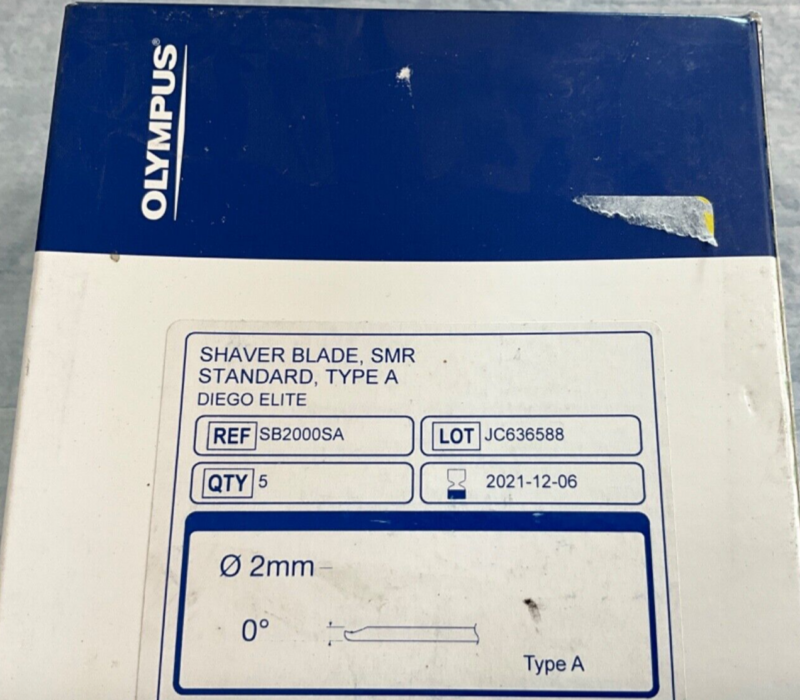 OLYMPUS®
SHAVER BLADE, SMR
STANDARD, TYPE A
DIEGO ELITE
REF SB2000SA
LOT JC636588
QTY 5
2021-12-06
Ø 2mm
0°
Type A